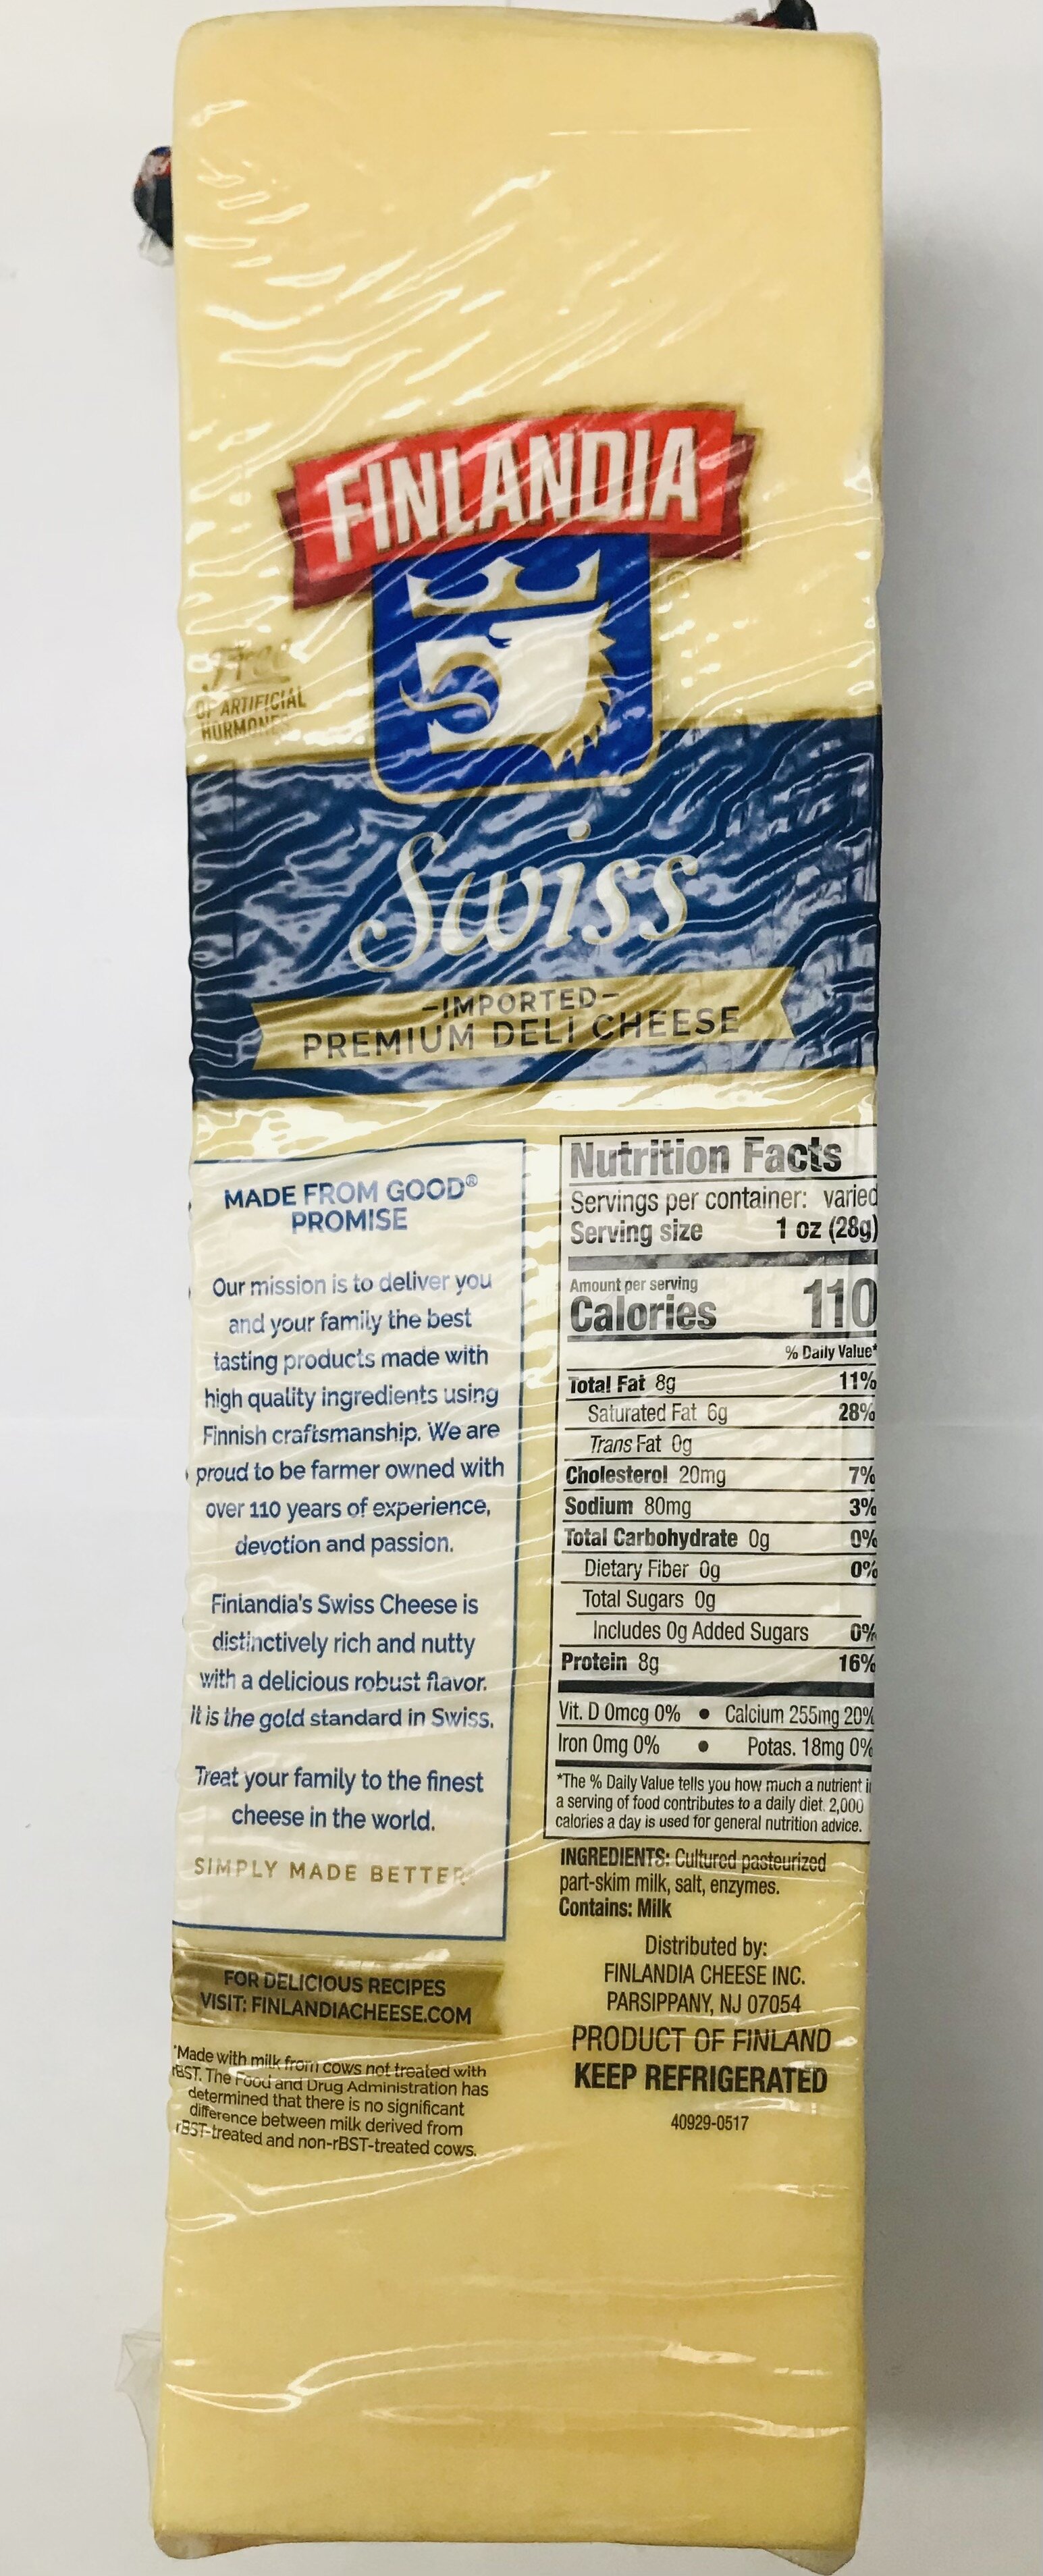 FINLANDIA
®
Free
OF ARTIFICIAL
HORMONES
Swiss
-IMPORTED-
PREMIUM DELI CHEESE
MADE FROM GOOD®
PROMISE
Our mission is to deliver you
and your family the best
tasting products made with
high quality ingredients using
Finnish craftsmanship. We are
proud to be farmer owned with
over 110 years of experience,
devotion and passion.
Finlandia's Swiss Cheese is
distinctively rich and nutty
with a delicious robust flavor.
It is the gold standard in Swiss.
Treat your family to the finest
cheese in the world.
SIMPLY MADE BETTER
FOR DELICIOUS RECIPES
VISIT: FINLANDIACHEESE.COM
*Made with milk from cows not treated with
rBST. The Food and Drug Administration has
determined that there is no significant
difference between milk derived from
rBST-treated and non-rBST-treated cows.
Nutrition Facts
Servings per container: varied
Serving size 1 oz (28g)
Amount per serving
Calories 110
% Daily Value*
Total Fat 8g 11%
Saturated Fat 6g 28%
Trans Fat 0g
Cholesterol 20mg 7%
Sodium 80mg 3%
Total Carbohydrate 0g 0%
Dietary Fiber 0g 0%
Total Sugars 0g
Includes 0g Added Sugars 0%
Protein 8g 16%
Vit. D 0mcg 0% • Calcium 255mg 20%
Iron 0mg 0% • Potas. 18mg 0%
*The % Daily Value tells you how much a nutrient in
a serving of food contributes to a daily diet. 2,000
calories a day is used for general nutrition advice.
INGREDIENTS: Cultured pasteurized
part-skim milk, salt, enzymes.
Contains: Milk
Distributed by:
FINLANDIA CHEESE INC.
PARSIPPANY, NJ 07054
PRODUCT OF FINLAND
KEEP REFRIGERATED
40929-0517